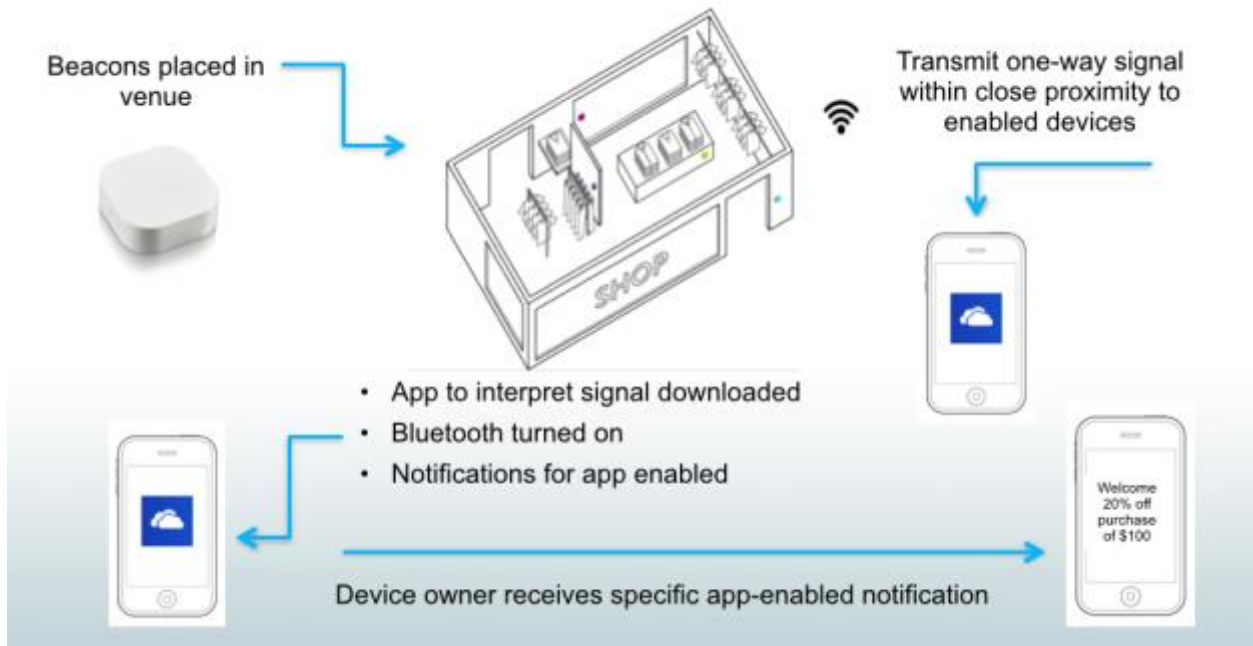 Beacons placed in
venue
Transmit one-way signal
within close proximity to
enabled devices
SHOP
• App to interpret signal downloaded
• Bluetooth turned on
• Notifications for app enabled
Welcome
20% off
purchase
of $100
Device owner receives specific app-enabled notification